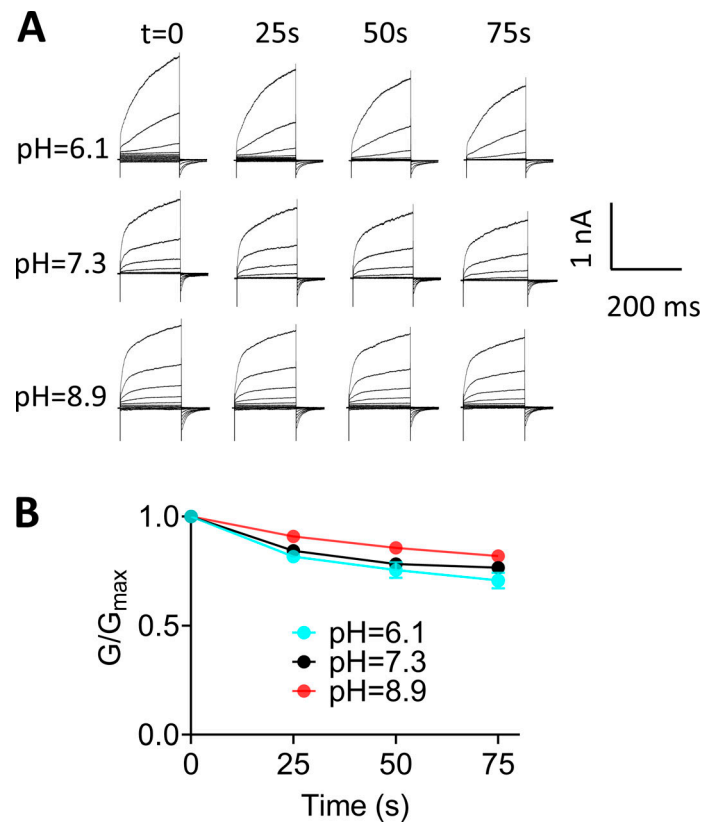 A
t=0 25s 50s 75s
pH=6.1
pH=7.3
pH=8.9
1 nA
200 ms
B
1.0
0.5
0.0
G/Gmax
pH=6.1
pH=7.3
pH=8.9
0 25 50 75
Time (s)